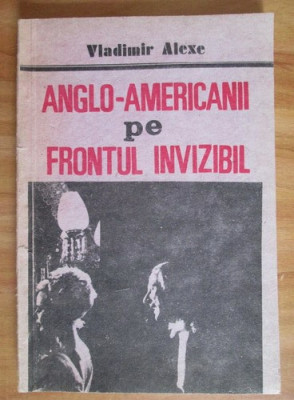 Vladimir Alexe
ANGLO-AMERICANII
pe
FRONTUL INVIZIBIL